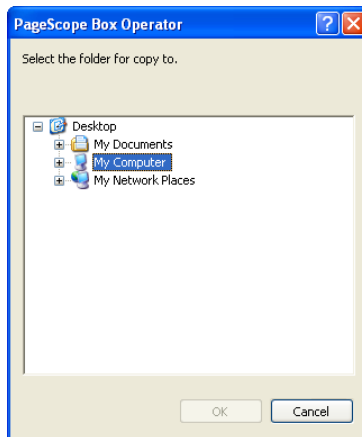 PageScope Box Operator
Select the folder for copy to.
Desktop
My Documents
My Computer
My Network Places
OK Cancel